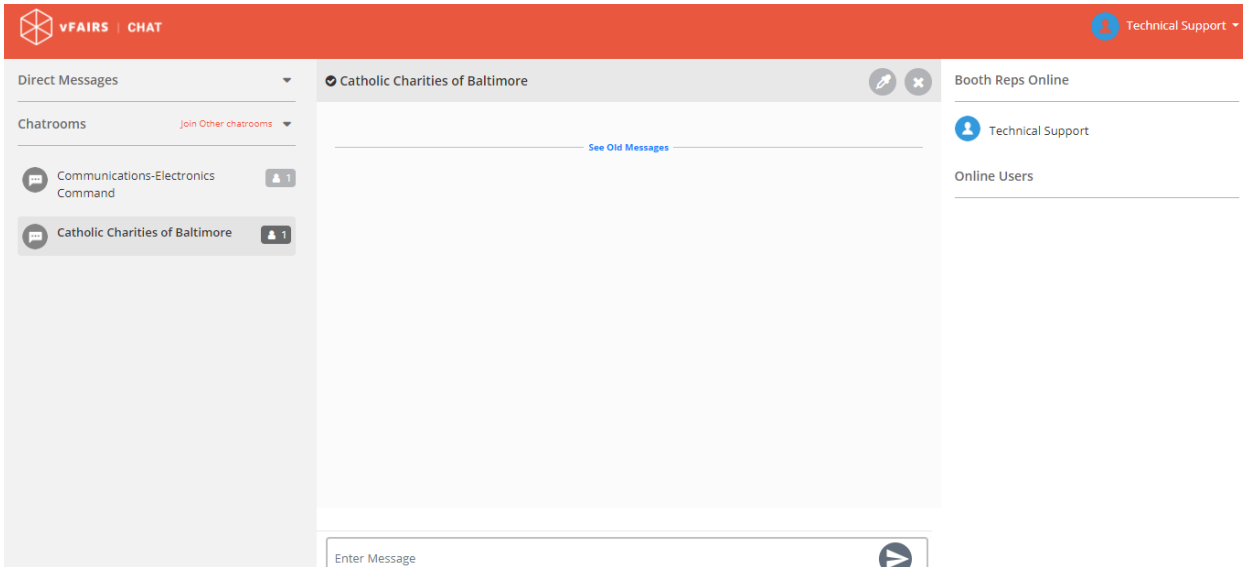 vFAIRS | CHAT
Technical Support
Direct Messages
Chatrooms
Join Other chatrooms
Communications-Electronics
Command
1
Catholic Charities of Baltimore
1
Catholic Charities of Baltimore
See Old Messages
Enter Message
Booth Reps Online
Technical Support
Online Users